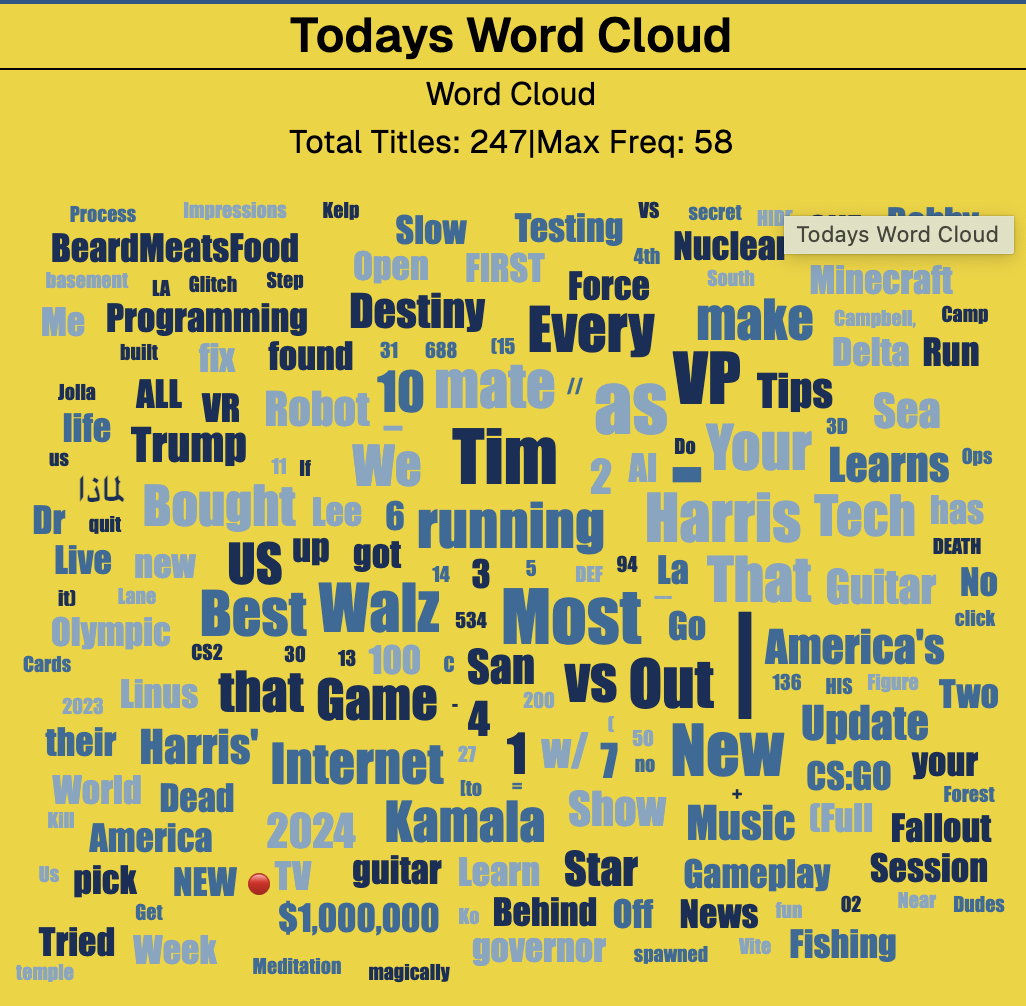 Todays Word Cloud
Word Cloud
Total Titles: 247|Max Freq: 58
Process Impressions Kelp Slow Testing VS secret HIDE
BeardMeatsFood Open FIRST 4th Nuclear Todays Word Cloud
basement LA Glitch Step Force South Minecraft
Me Programming Destiny Every make Campbell, Camp
built fix found 31 688 (15 Delta Run
Jolla ALL VR Robot 10 mate // as VP Tips Sea
life Trump 3D
us 11 If We Tim 2 AI Do Your Learns Ops
لماذا Bought Lee 6 running Harris Tech has
Dr quit DEATH
Live new US up got 14 3 5 DEF 94 La That Guitar No
it) Lane Best Walz 534 Most Go click
Olympic America's
Cards CS2 30 13 100 C San vs Out | 136 HIS Figure Two
2023 Linus that Game - 4 200 Update
their Harris' Internet 27 1 w/ ( 7 50 no New CS:GO your
World Dead [to = + Forest
Kill America 2024 Kamala Show Music (Full Fallout
Us pick NEW TV guitar Learn Star Gameplay Session
Get $1,000,000 Ko Behind Off News fun 02 Near Dudes
Tried Week governor spawned Vite Fishing
temple Meditation magically